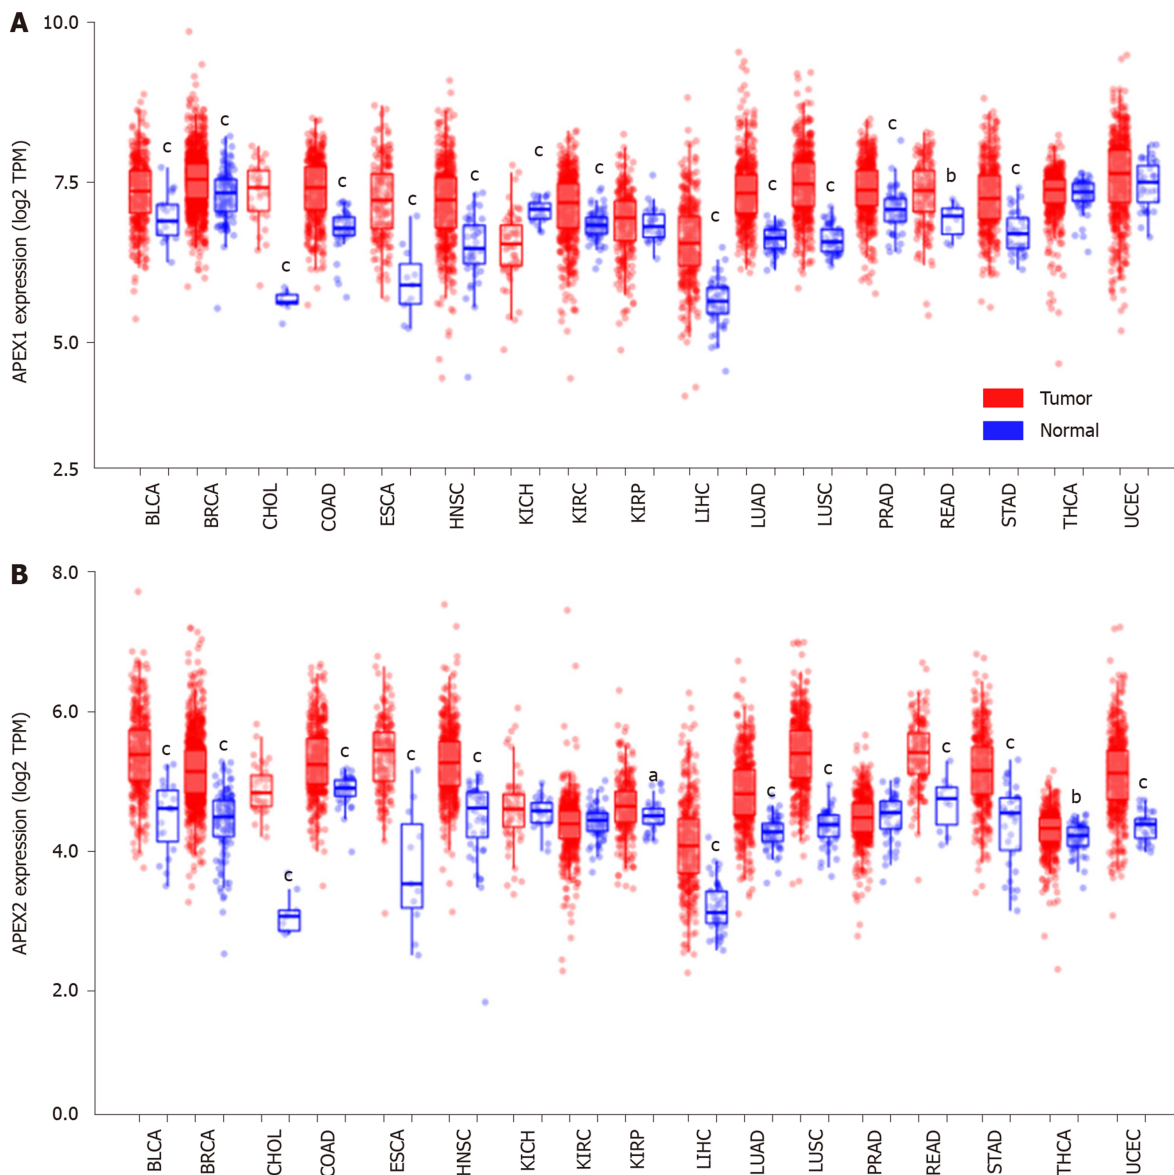 A
10.0
7.5
5.0
2.5
APEX1 expression (log2 TPM)
c
c
c
c
c
c
c
c
c
c
c
c
b
c
Tumor
Normal
BLCA
BRCA
CHOL
COAD
ESCA
HNSC
KICH
KIRC
KIRP
LIHC
LUAD
LUSC
PRAD
READ
STAD
THCA
UCEC
B
8.0
6.0
4.0
2.0
0.0
APEX2 expression (log2 TPM)
c
c
c
c
c
c
a
c
c
c
c
c
b
c
BLCA
BRCA
CHOL
COAD
ESCA
HNSC
KICH
KIRC
KIRP
LIHC
LUAD
LUSC
PRAD
READ
STAD
THCA
UCEC